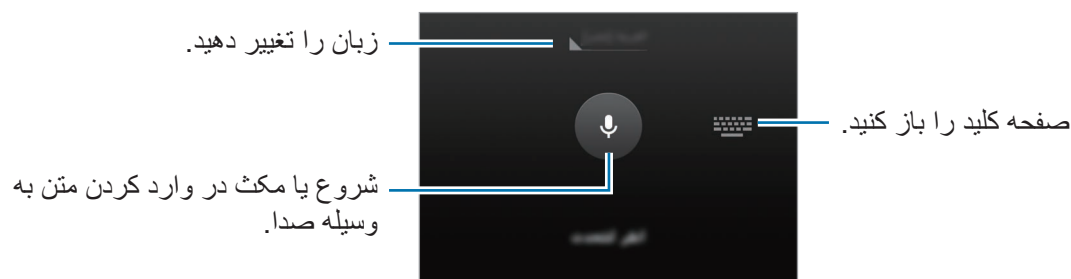 زبان را تغییر دهید.
صفحه کلید را باز کنید.
شروع یا مکث در وارد کردن متن به
وسیله صدا.